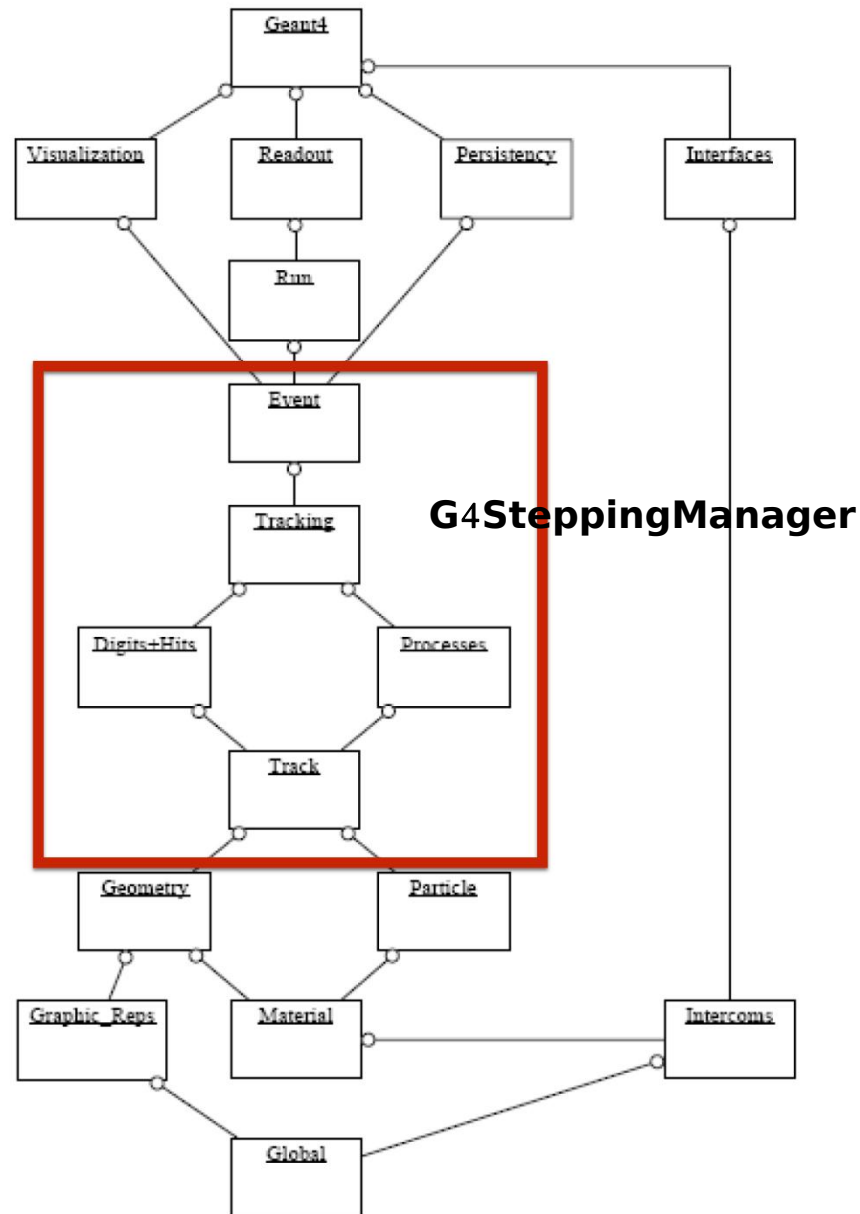 Geant4
Visualization
Readout
Persistency
Interfaces
Run
Event
Tracking
G4SteppingManager
Digits+Hits
Processes
Track
Geometry
Particle
Graphic_Reps
Material
Intercoms
Global